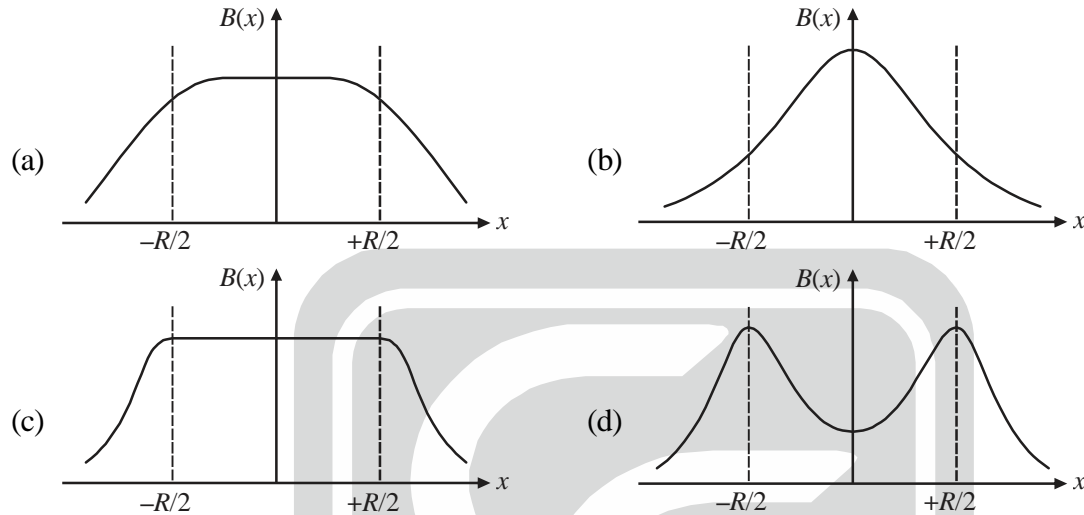 B(x) B(x)
(a) (b)
x x
–R/2 +R/2 –R/2 +R/2
B(x) B(x)
(c) (d)
x x
–R/2 +R/2 –R/2 +R/2